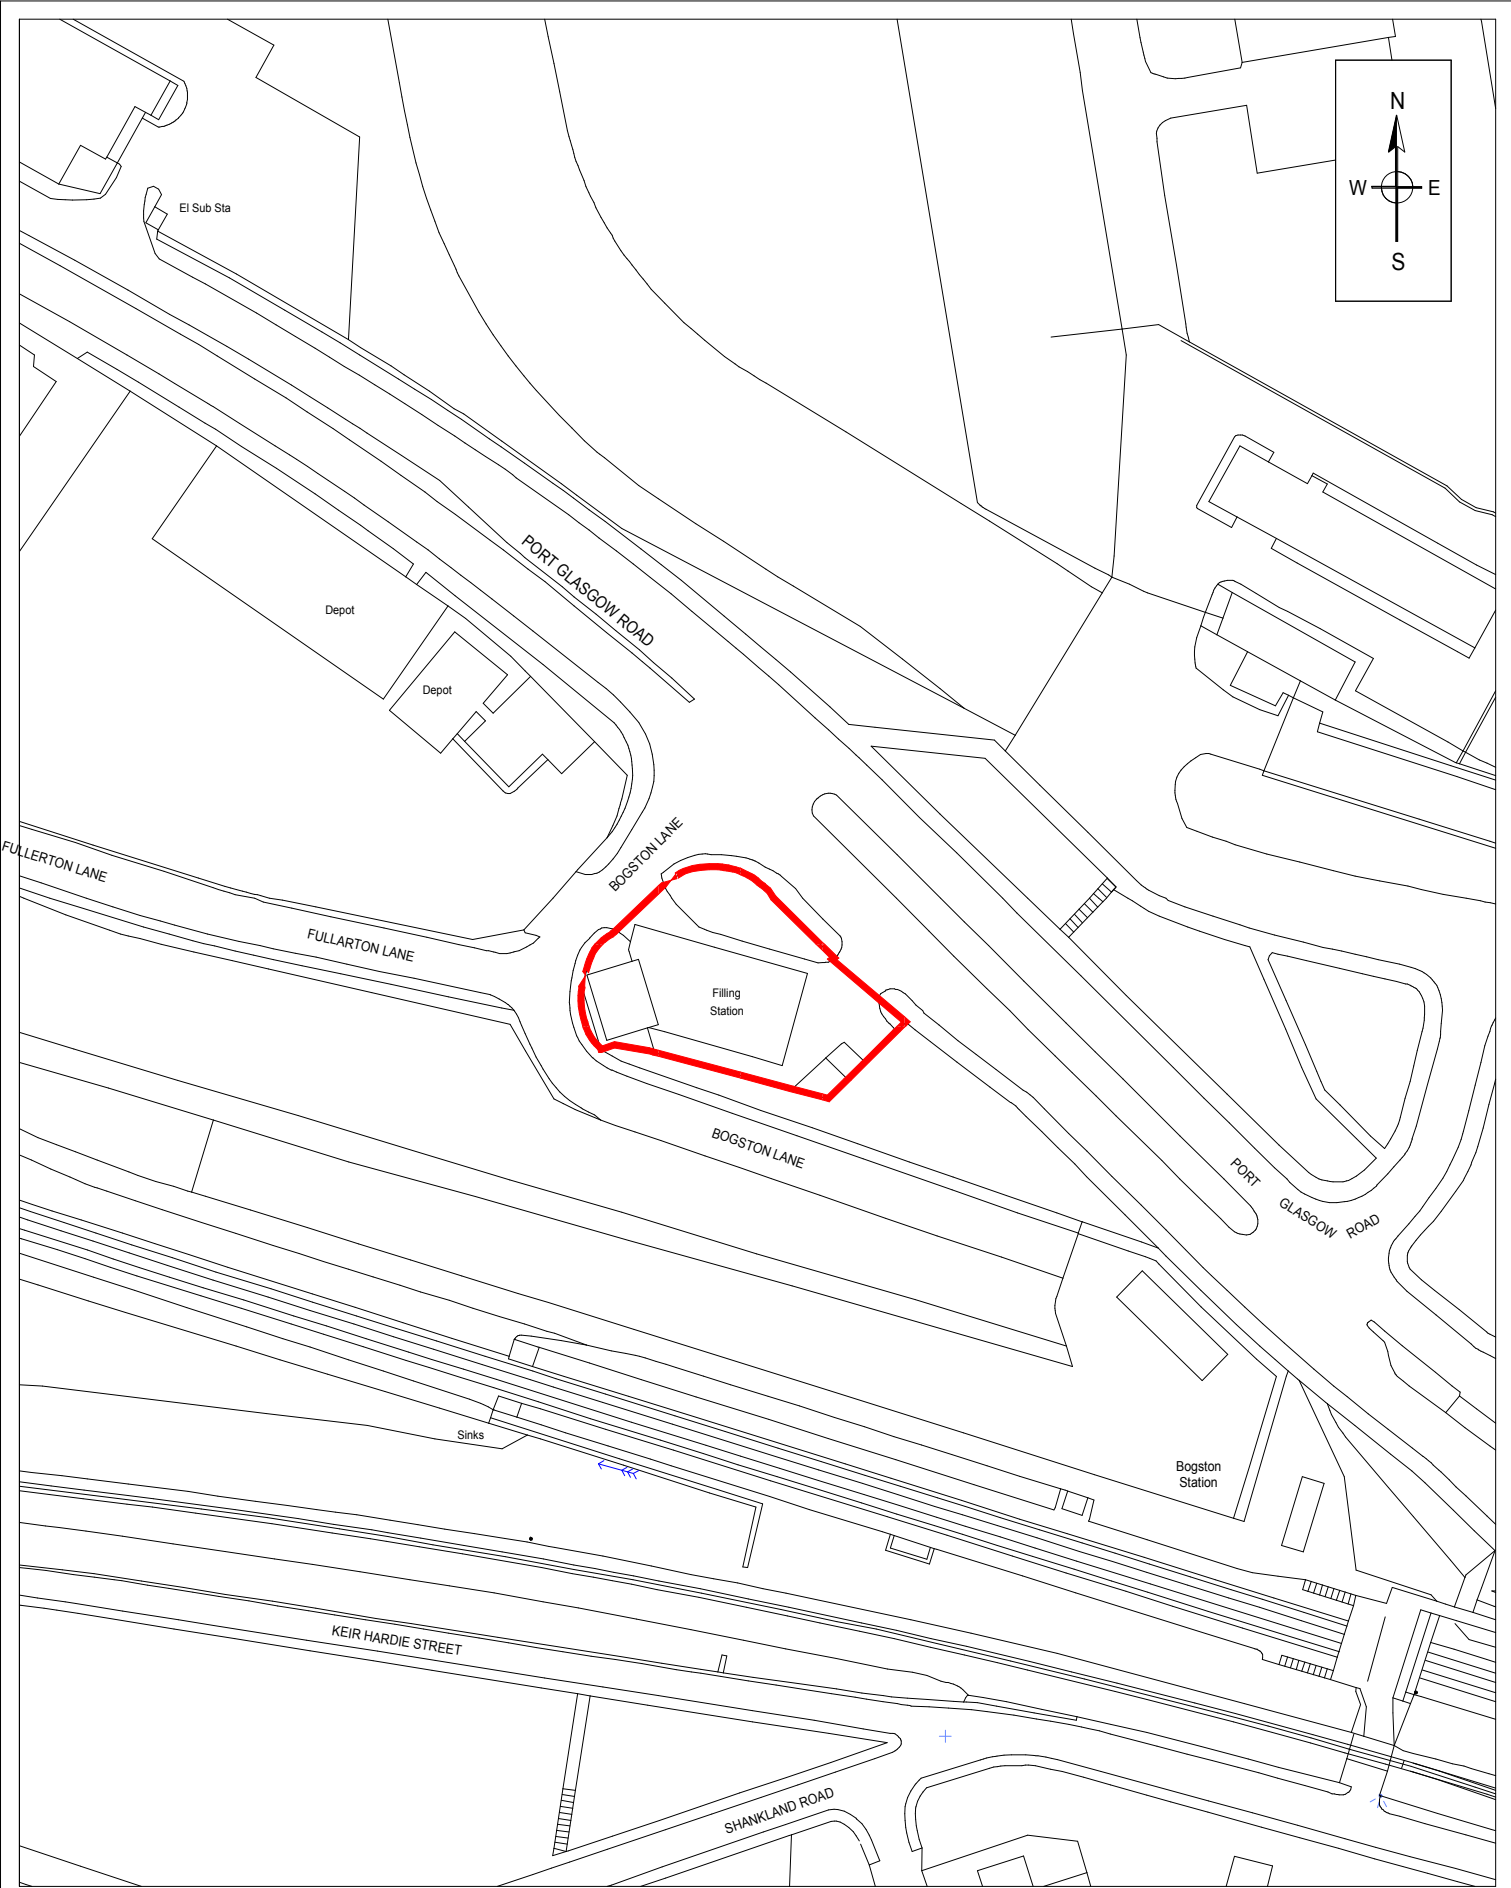 N
W E
S
El Sub Sta
PORT GLASGOW ROAD
Depot
Depot
BOGSTON LANE
FULLERTON LANE
FULLARTON LANE
Filling
Station
BOGSTON LANE
PORT
GLASGOW
ROAD
Sinks
Bogston
Station
KEIR HARDIE STREET
SHANKLAND ROAD